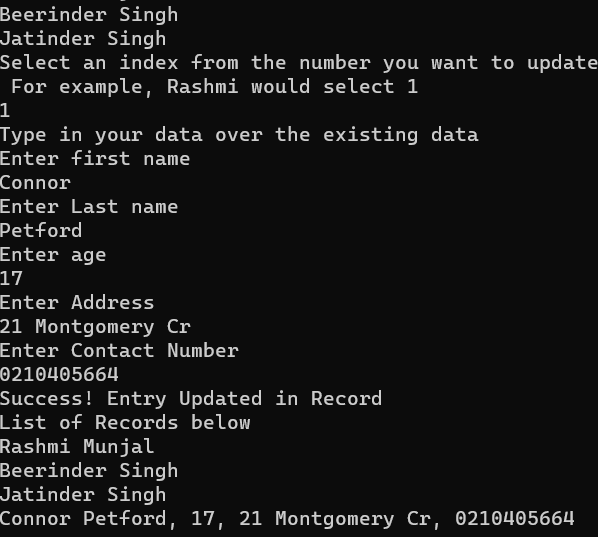 Beerinder Singh
Jatinder Singh
Select an index from the number you want to update
 For example, Rashmi would select 1
1
Type in your data over the existing data
Enter first name
Connor
Enter Last name
Petford
Enter age
17
Enter Address
21 Montgomery Cr
Enter Contact Number
0210405664
Success! Entry Updated in Record
List of Records below
Rashmi Munjal
Beerinder Singh
Jatinder Singh
Connor Petford, 17, 21 Montgomery Cr, 0210405664